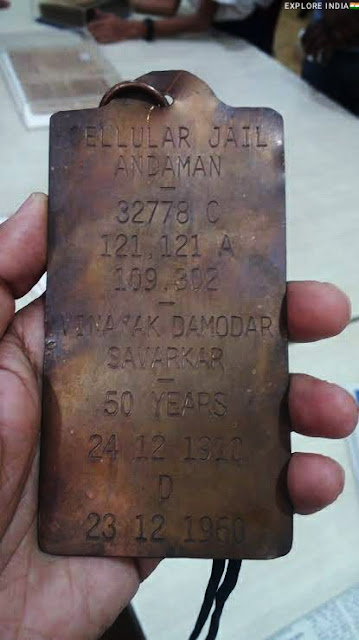 EXPLORE INDIA
CELLULAR JAIL
ANDAMAN
—
32778 C
121,121 A
109,302
—
VINAYAK DAMODAR
SAVARKAR
—
50 YEARS
24 12 1910
D
23 12 1960